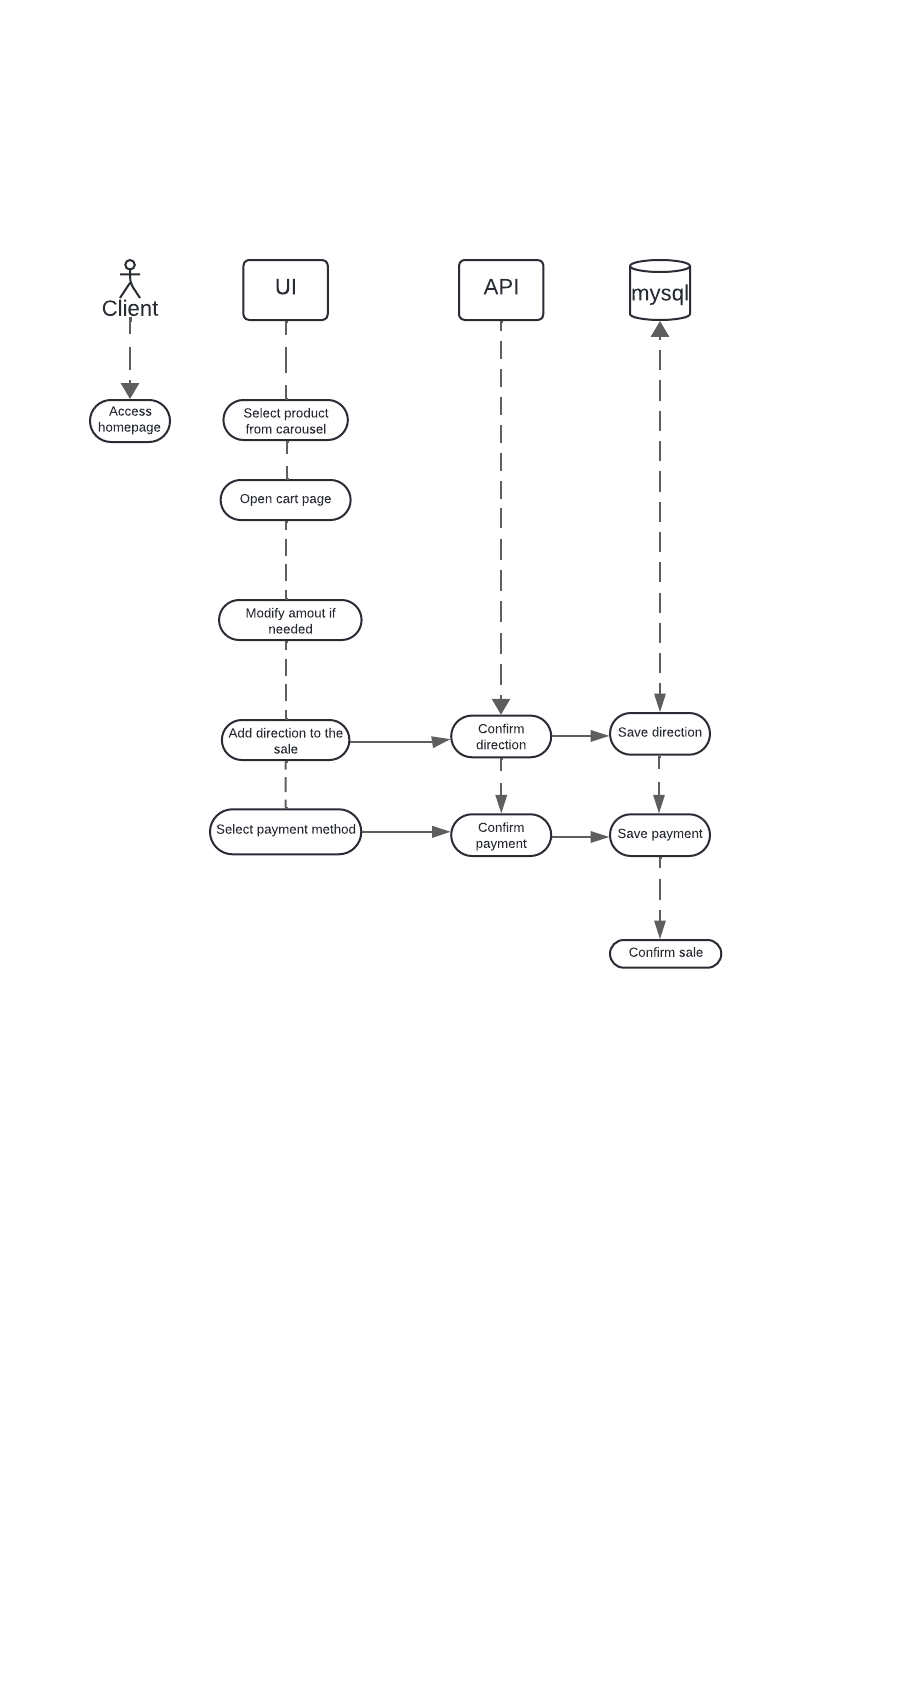 Client
UI
API
mysql
Access
homepage
Select product
from carousel
Open cart page
Modify amout if
needed
Add direction to the
sale
Confirm
direction
Save direction
Select payment method
Confirm
payment
Save payment
Confirm sale